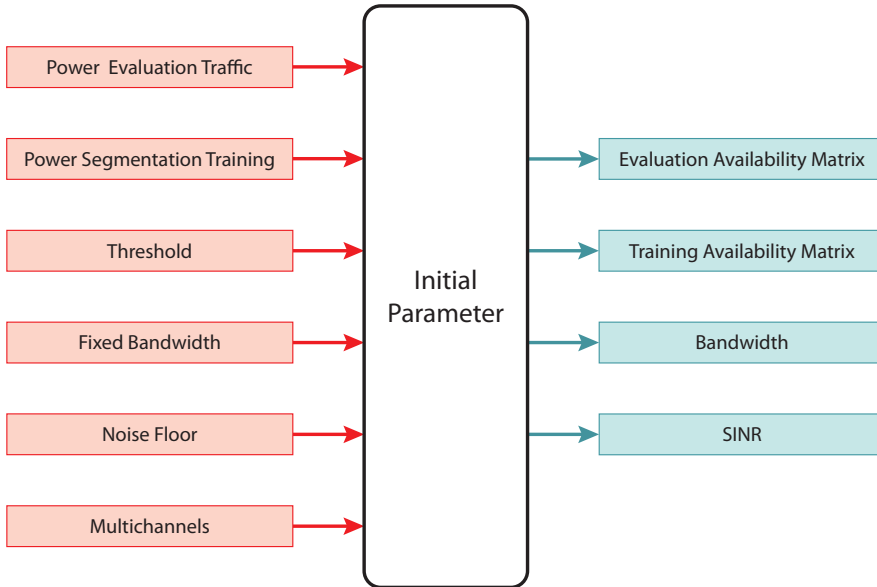 Power Evaluation Traffic
Power Segmentation Training
Threshold
Fixed Bandwidth
Noise Floor
Multichannels
Initial
Parameter
Evaluation Availability Matrix
Training Availability Matrix
Bandwidth
SINR